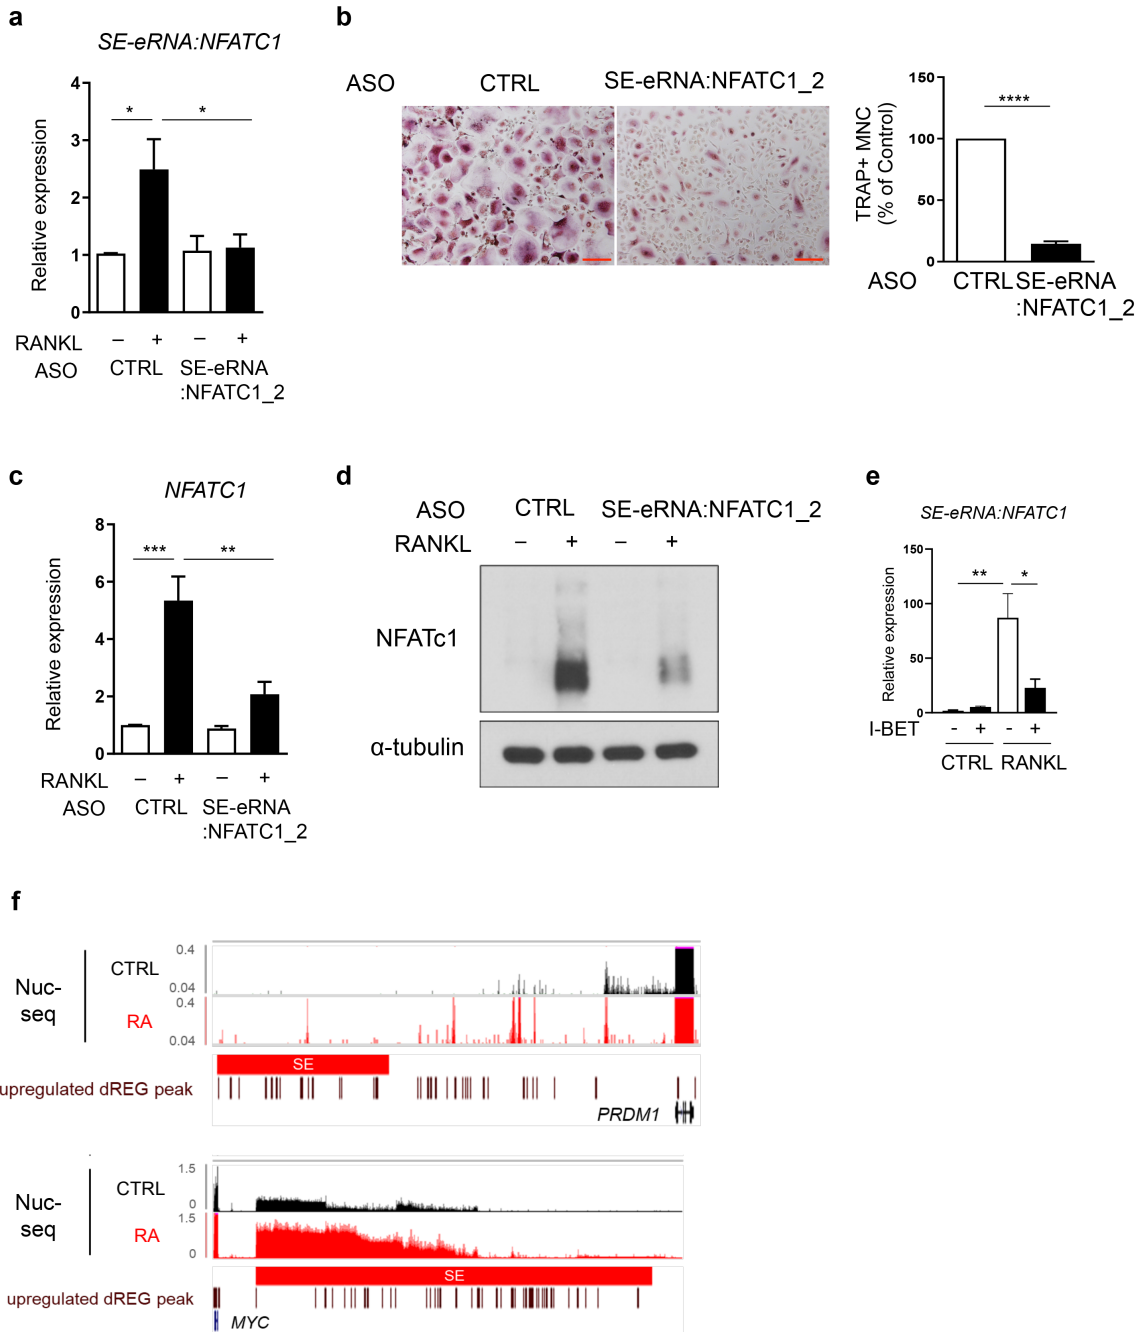 a
SE-eRNA:NFATC1
4
3
2
1
0
Relative expression
*
*
RANKL – + – +
ASO CTRL SE-eRNA
:NFATC1_2
b
ASO CTRL SE-eRNA:NFATC1_2
150
100
50
0
TRAP+ MNC
(% of Control)
****
ASO CTRL SE-eRNA
:NFATC1_2
c
NFATC1
8
6
4
2
0
Relative expression
***
**
RANKL – + – +
ASO CTRL SE-eRNA
:NFATC1_2
d
ASO CTRL SE-eRNA:NFATC1_2
RANKL – + – +
NFATc1
α-tubulin
e
SE-eRNA:NFATC1
150
100
50
0
Relative expression
**
*
I-BET - + - +
CTRL RANKL
f
Nuc-
seq
CTRL
0.4
0.04
RA
0.4
0.04
SE
upregulated dREG peak
PRDM1
Nuc-
seq
CTRL
1.5
0
RA
1.5
0
SE
upregulated dREG peak
MYC